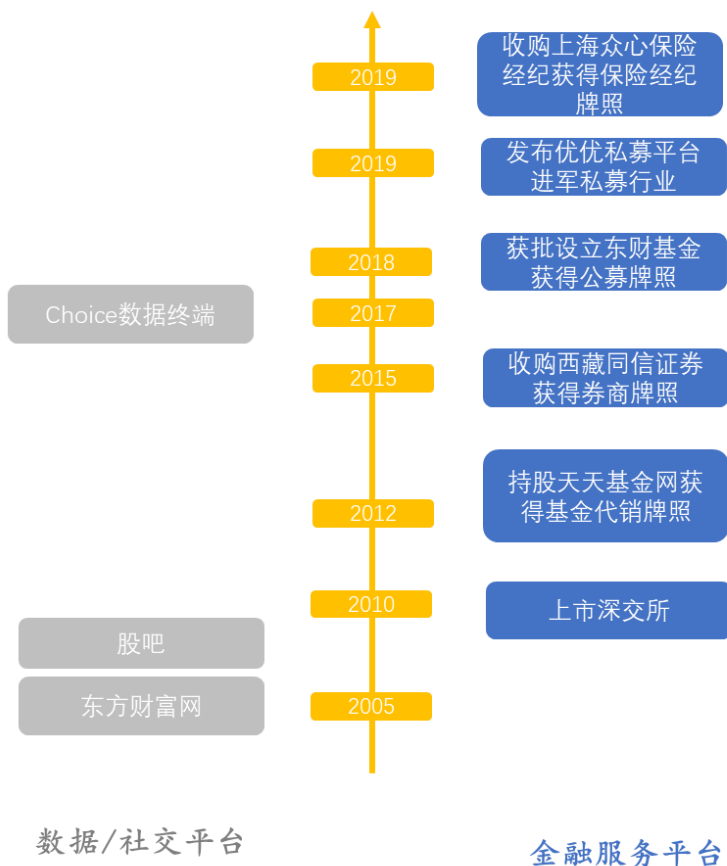 2019
收购上海众心保险
经纪获得保险经纪
牌照
2019
发布优优私募平台
进军私募行业
2018
获批设立东财基金
获得公募牌照
Choice数据终端
2017
2015
收购西藏同信证券
获得券商牌照
2012
持股天天基金网获
得基金代销牌照
2010
上市深交所
股吧
东方财富网
2005
数据/社交平台
金融服务平台